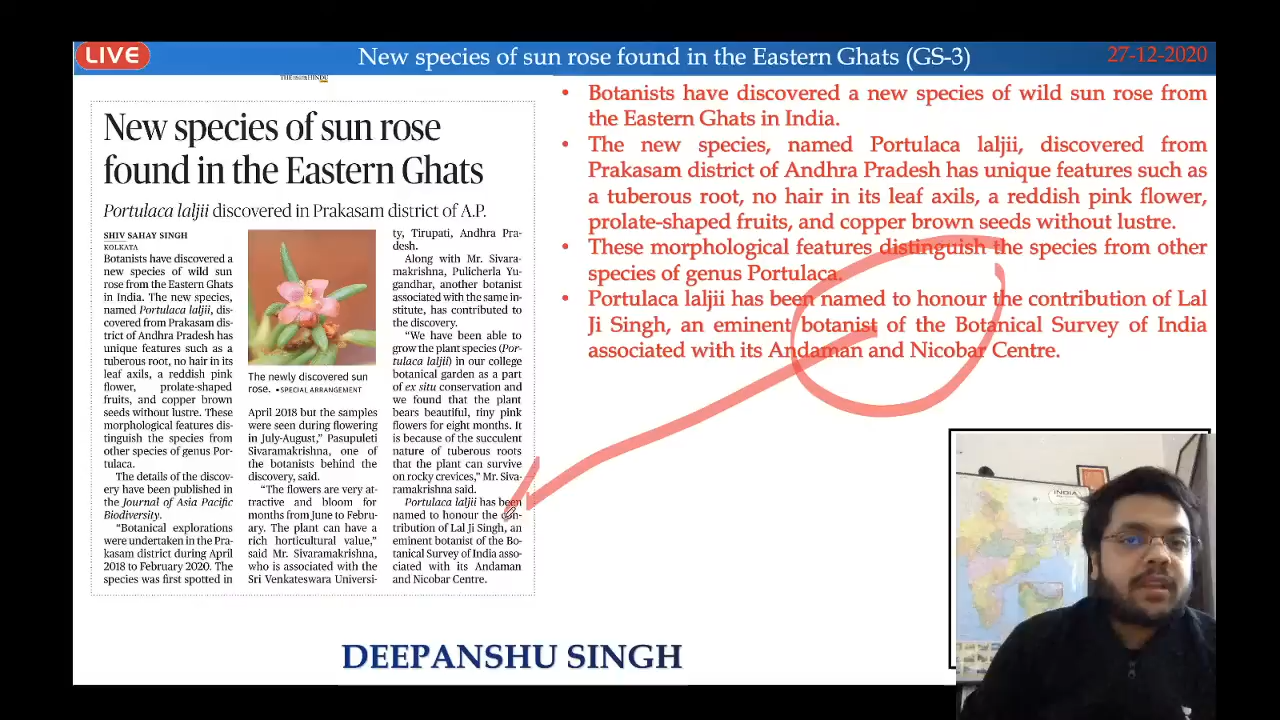 LIVE
New species of sun rose found in the Eastern Ghats (GS-3)
27-12-2020
THE HINDU
New species of sun rose
found in the Eastern Ghats
Portulaca laljii discovered in Prakasam district of A.P.
SHIV SAHAY SINGH
KOLKATA
Botanists have discovered a
new species of wild sun
rose from the Eastern Ghats
in India. The new species,
named Portulaca laljii, dis-
covered from Prakasam dis-
trict of Andhra Pradesh has
unique features such as a
tuberous root, no hair in its
leaf axils, a reddish pink
flower, prolate-shaped
fruits, and copper brown
seeds without lustre. These
morphological features dis-
tinguish the species from
other species of genus Por-
tulaca.
The details of the discov-
ery have been published in
the Journal of Asia Pacific
Biodiversity.
“Botanical explorations
were undertaken in the Pra-
kasam district during April
2018 to February 2020. The
species was first spotted in
The newly discovered sun
rose. •SPECIAL ARRANGEMENT
April 2018 but the samples
were seen during flowering
in July-August,” Pasupuleti
Sivaramakrishna, one of
the botanists behind the
discovery, said.
“The flowers are very at-
tractive and bloom for
months from June to Febru-
ary. The plant can have a
rich horticultural value,”
said Mr. Sivaramakrishna,
who is associated with the
Sri Venkateswara Universi-
ty, Tirupati, Andhra Pra-
desh.
Along with Mr. Sivara-
makrishna, Pulicherla Yu-
gandhar, another botanist
associated with the same in-
stitute, has contributed to
the discovery.
“We have been able to
grow the plant species (Por-
tulaca laljii) in our college
botanical garden as a part
of ex situ conservation and
we found that the plant
bears beautiful, tiny pink
flowers for eight months. It
is because of the succulent
nature of tuberous roots
that the plant can survive
on rocky crevices,” Mr. Siva-
ramakrishna said.
Portulaca laljii has been
named to honour the con-
tribution of Lal Ji Singh, an
eminent botanist of the Bo-
tanical Survey of India asso-
ciated with its Andaman
and Nicobar Centre.
• Botanists have discovered a new species of wild sun rose from
the Eastern Ghats in India.
• The new species, named Portulaca laljii, discovered from
Prakasam district of Andhra Pradesh has unique features such as
a tuberous root, no hair in its leaf axils, a reddish pink flower,
prolate-shaped fruits, and copper brown seeds without lustre.
• These morphological features distinguish the species from other
species of genus Portulaca.
• Portulaca laljii has been named to honour the contribution of Lal
Ji Singh, an eminent botanist of the Botanical Survey of India
associated with its Andaman and Nicobar Centre.
INDIA
DEEPANSHU SINGH